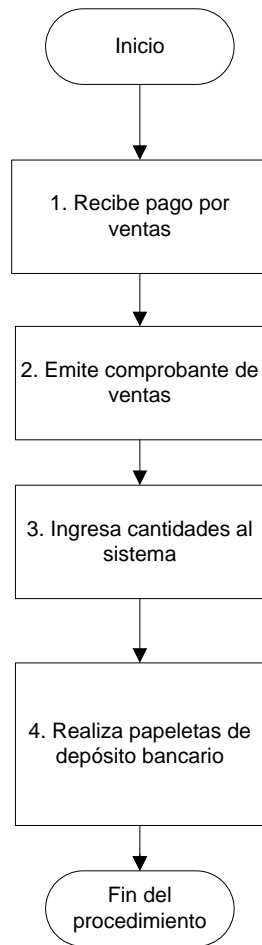 Inicio
1. Recibe pago por
ventas
2. Emite comprobante de
ventas
3. Ingresa cantidades al
sistema
4. Realiza papeletas de
depósito bancario
Fin del
procedimiento